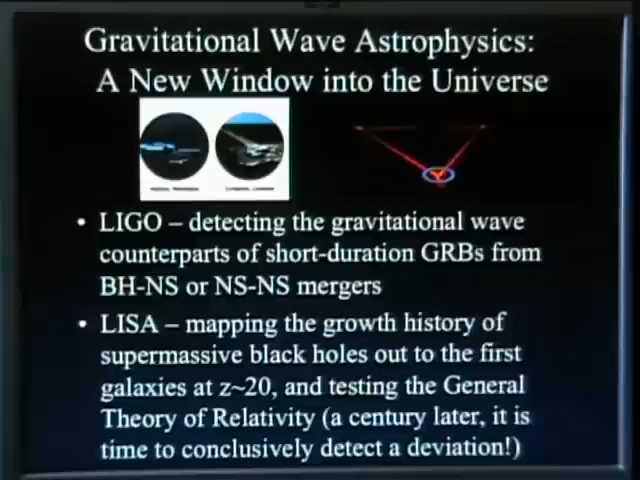 Gravitational Wave Astrophysics:
A New Window into the Universe
• LIGO – detecting the gravitational wave
counterparts of short-duration GRBs from
BH-NS or NS-NS mergers
• LISA – mapping the growth history of
supermassive black holes out to the first
galaxies at z~20, and testing the General
Theory of Relativity (a century later, it is
time to conclusively detect a deviation!)